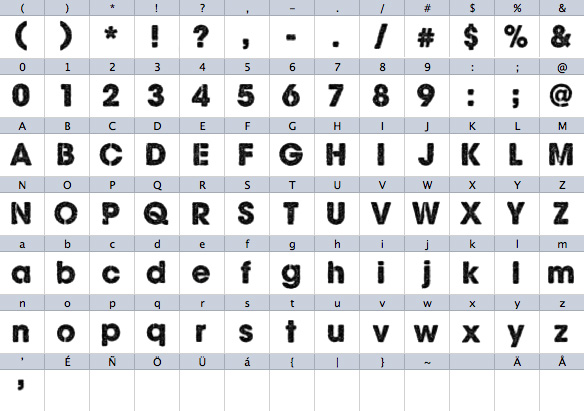 ( ) * ! ? , - . / # $ % &
( ) * ! ? , - . / # $ % &
0 1 2 3 4 5 6 7 8 9 : ; @
0 1 2 3 4 5 6 7 8 9 : ; @
A B C D E F G H I J K L M
A B C D E F G H I J K L M
N O P Q R S T U V W X Y Z
N O P Q R S T U V W X Y Z
a b c d e f g h i j k l m
a b c d e f g h i j k l m
n o p q r s t u v w x y z
n o p q r s t u v w x y z
' É Ñ Ö Ü á { | } ~ Ä Å
'